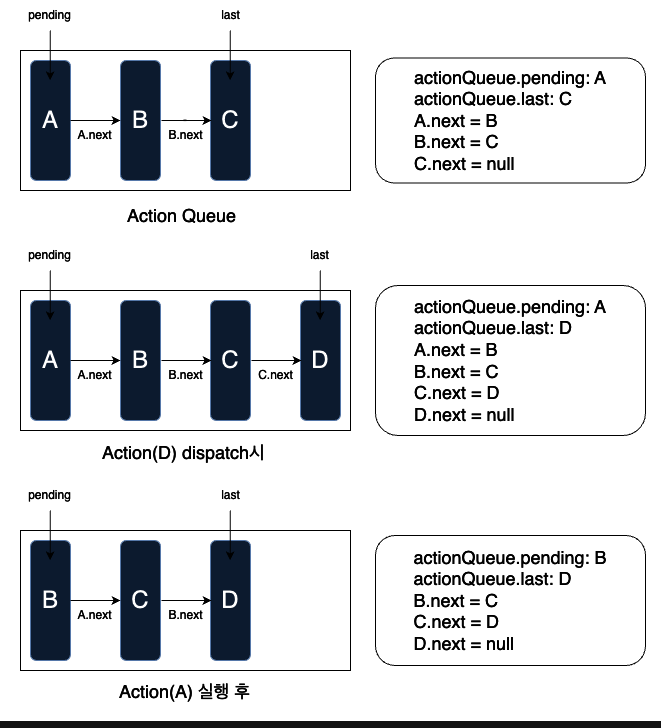 pending
last
A
B
C
A.next
B.next
Action Queue
actionQueue.pending: A
actionQueue.last: C
A.next = B
B.next = C
C.next = null
pending
last
A
B
C
D
A.next
B.next
C.next
Action(D) dispatch시
actionQueue.pending: A
actionQueue.last: D
A.next = B
B.next = C
C.next = D
D.next = null
pending
last
B
C
D
A.next
B.next
Action(A) 실행 후
actionQueue.pending: B
actionQueue.last: D
B.next = C
C.next = D
D.next = null